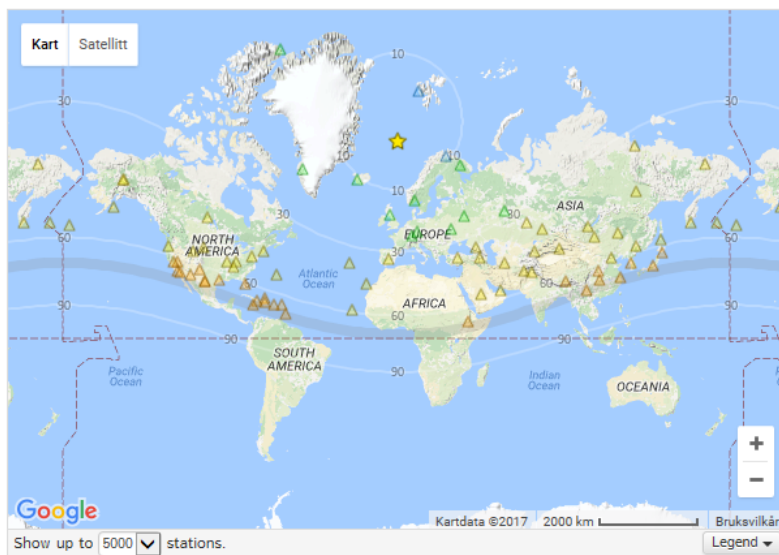 Kart Satellitt
10
30
30
10
10
10
30
30
ASIA
NORTH
AMERICA
EUROPE
60
60
Atlantic
Ocean
60
60
AFRICA
90
60
90
90
90
SOUTH
AMERICA
Pacific
Ocean
90
Indian
Ocean
OCEANIA
+
−
Google
Kartdata ©2017 2000 km Bruksvilkår
Show up to 5000 stations. Legend